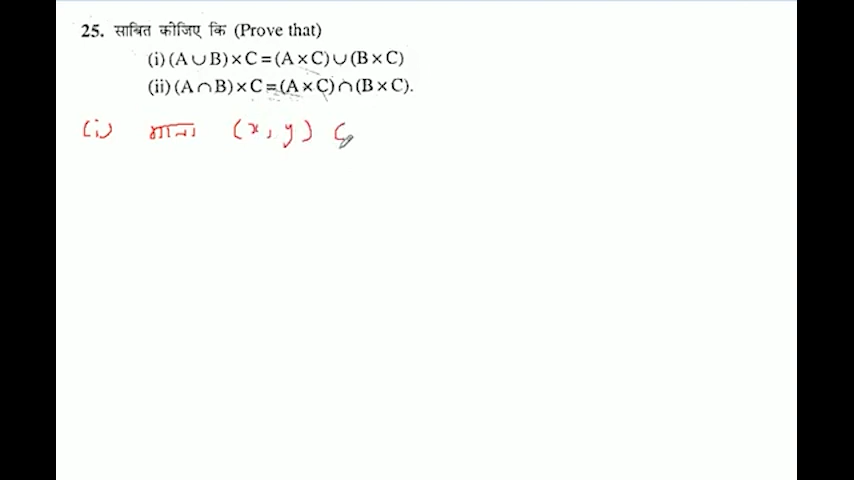 25. साबित कीजिए कि (Prove that)
(i) (A ∪ B) × C = (A × C) ∪ (B × C)
(ii) (A ∩ B) × C = (A × C) ∩ (B × C).
(i) माना (x, y)